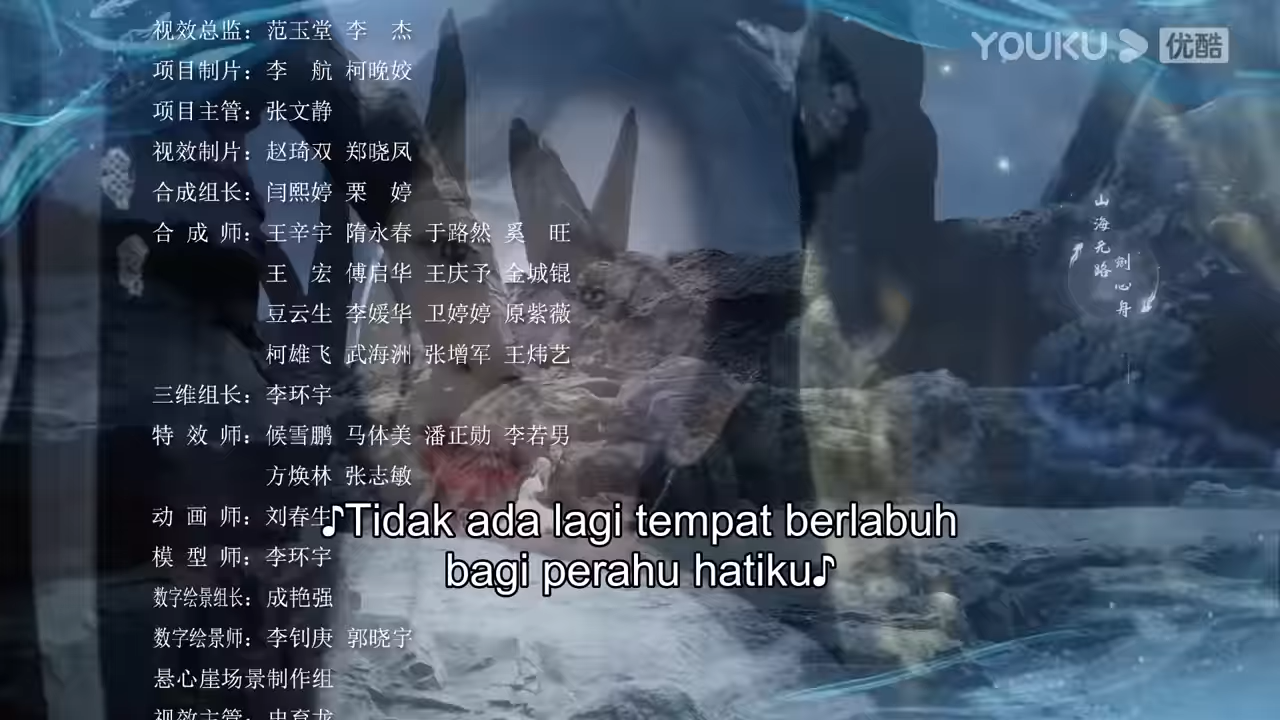 视效总监：范玉堂 李 杰
YOUKU 优酷
项目制片：李 航 柯晚姣
项目主管：张文静
视效制片：赵琦双 郑晓凤
合成组长：闫熙婷 栗 婷
合成师：王辛宇 隋永春 于路然 奚 旺
王 宏 傅启华 王庆予 金城锟
豆云生 李媛华 卫婷婷 原紫薇
柯雄飞 武海洲 张增军 王炜艺
山海无路
剑心舟
三维组长：李环宇
特效师：候雪鹏 马体美 潘正勋 李若男
方焕林 张志敏
动画师：刘春生
♪Tidak ada lagi tempat berlabuh
模型师：李环宇
bagi perahu hatiku♪
数字绘景组长：成艳强
数字绘景师：李钊庚 郭晓宇
悬心崖场景制作组
视效主管：史育龙